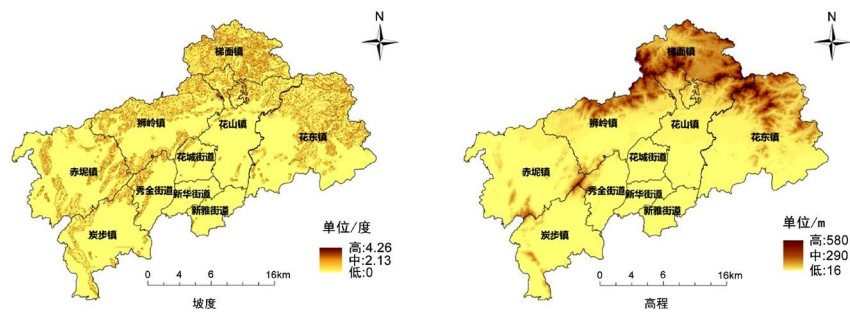 N
梯面镇
狮岭镇
花山镇
花东镇
赤坭镇
花城街道
秀全街道
新华街道
新雅街道
炭步镇
单位/度
高:4.26
中:2.13
低:0
0 4 6 16km
坡度
N
梯面镇
狮岭镇
花山镇
花东镇
赤坭镇
花城街道
秀全街道
新华街道
新雅街道
炭步镇
单位/m
高:580
中:290
低:16
0 4 6 16km
高程